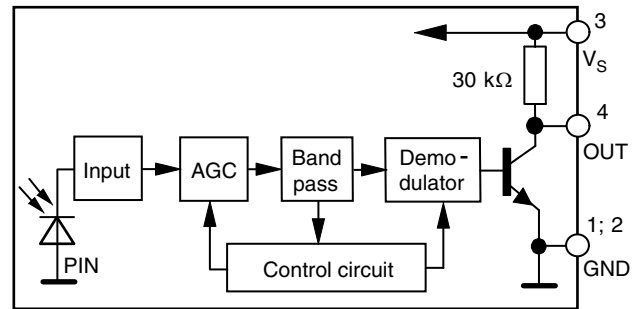 3
V_S
30 kΩ
4
OUT
Input
AGC
Band
pass
Demo-
dulator
1; 2
GND
PIN
Control circuit